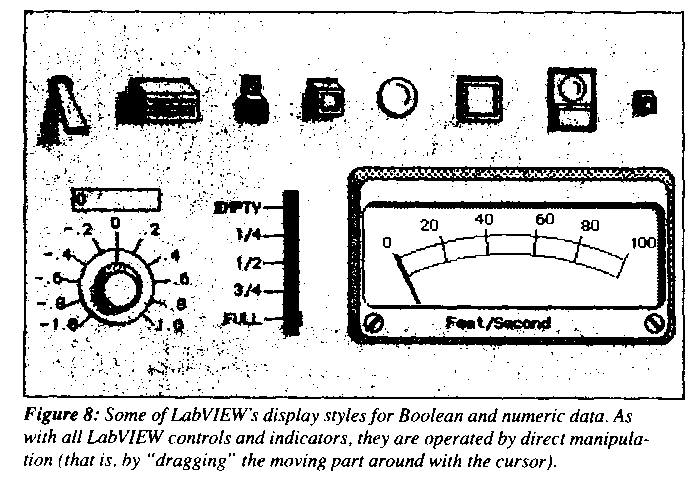 0
0
-.2 .2
-.4 .4
-.6 .6
-.8 .8
-1.0 1.0
EMPTY
1/4
1/2
3/4
FULL
0 20 40 60 80 100
Feet/Second
Figure 8: Some of LabVIEW's display styles for Boolean and numeric data. As
with all LabVIEW controls and indicators, they are operated by direct manipula-
tion (that is, by "dragging" the moving part around with the cursor).